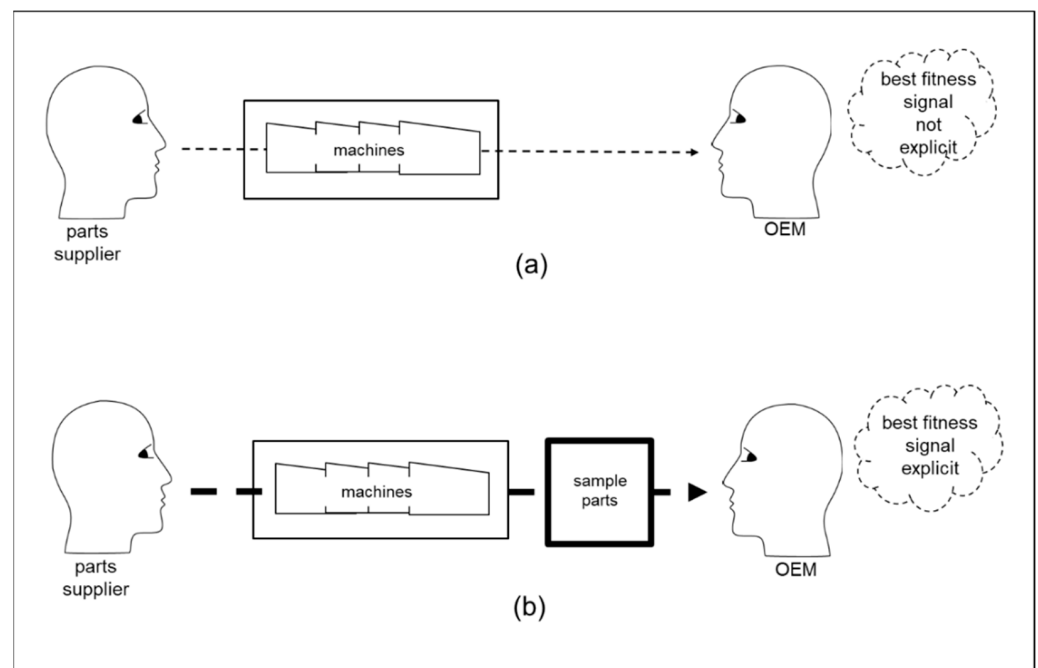 best fitness
signal
not
explicit
machines
parts
supplier
OEM
(a)
best fitness
signal
explicit
machines
sample
parts
parts
supplier
OEM
(b)